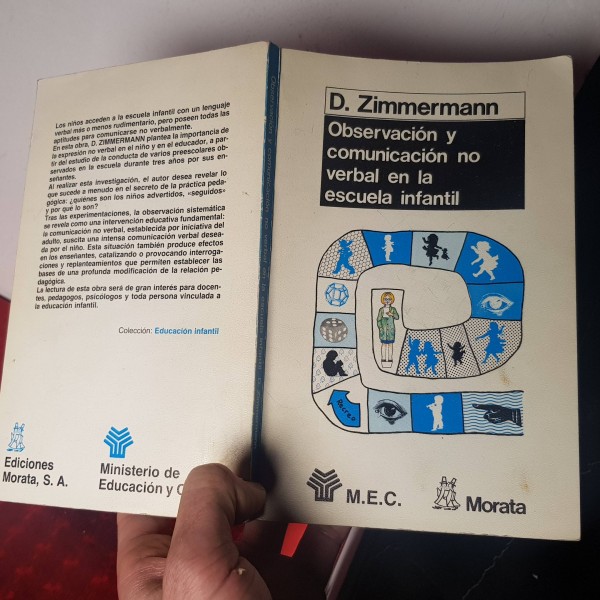 Los niños acceden a la escuela infantil con un lenguaje
verbal más o menos rudimentario, pero poseen todas las
aptitudes para comunicarse no verbalmente.
En esta obra, D. ZIMMERMANN plantea la importancia de
la expresión no verbal en el niño y en el educador, a par-
tir del estudio de la conducta de varios preescolares ob-
servados en la escuela durante tres años por sus en-
señantes.
Al realizar esta investigación, el autor desea revelar lo
que sucede a menudo en el secreto de la práctica peda-
gógica: ¿quiénes son los niños advertidos, «seguidos»
y por qué lo son?
Tras las experimentaciones, la observación sistemática
se revela como una intervención educativa fundamental:
la comunicación no verbal, establecida por iniciativa del
adulto, suscita una intensa comunicación verbal desea-
da por el niño. Esta situación también produce efectos
en los enseñantes, catalizando o provocando interroga-
ciones y replanteamientos que permiten establecer las
bases de una profunda modificación de la relación pe-
dagógica.
La lectura de esta obra será de gran interés para docen-
tes, pedagogos, psicólogos y toda persona vinculada a
la educación infantil.
Colección: Educación infantil
Ediciones
Morata, S. A.
Ministerio de
Educación y C
D. Zimmermann
Observación y
comunicación no
verbal en la
escuela infantil
Recreo
M.E.C.
Morata